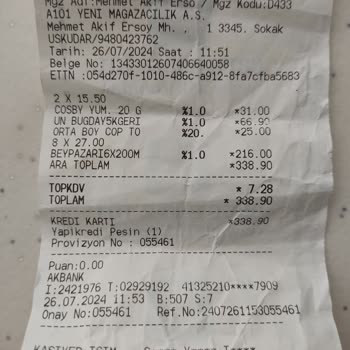 Mgz Adı:Mehmet Akif Erso / Mgz Kodu:D433
A101 YENI MAGAZACILIK A.S.
Mehmet Akif Ersoy Mh. , 1 3345. Sokak
USKUDAR/9480423762
Tarih: 26/07/2024 Saat : 11:51
Belge No: 13433012607406640058
ETTN :054d270f-1010-486c-a912-8fa7cfba5683
2 X 15.50
COSBY YUM. 20 G %1.0 *31.00
UN BUGDAY5KGERI %1.0 *66.90
ORTA BOY COP TO %20. *25.00
8 X 27.00
BEYPAZARI6X200M %1.0 *216.00
ARA TOPLAM *338.90
TOPKDV * 7.28
TOPLAM * 338.90
KREDI KARTI *338.90
Yapikredi Pesin (1)
Provizyon No : 055461
Puan:0.00
AKBANK
I:2421976 T:02929192 41325210****7909
26.07.2024 11:53 B:507 S:7
Onay No:055461 Ref.No:2407261153055461